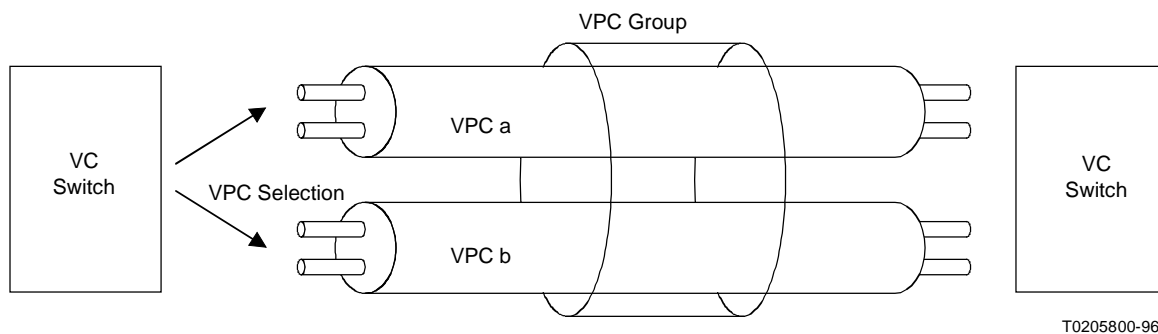 VPC Group
VC
Switch
VPC a
VPC Selection
VPC b
VC
Switch
T0205800-96